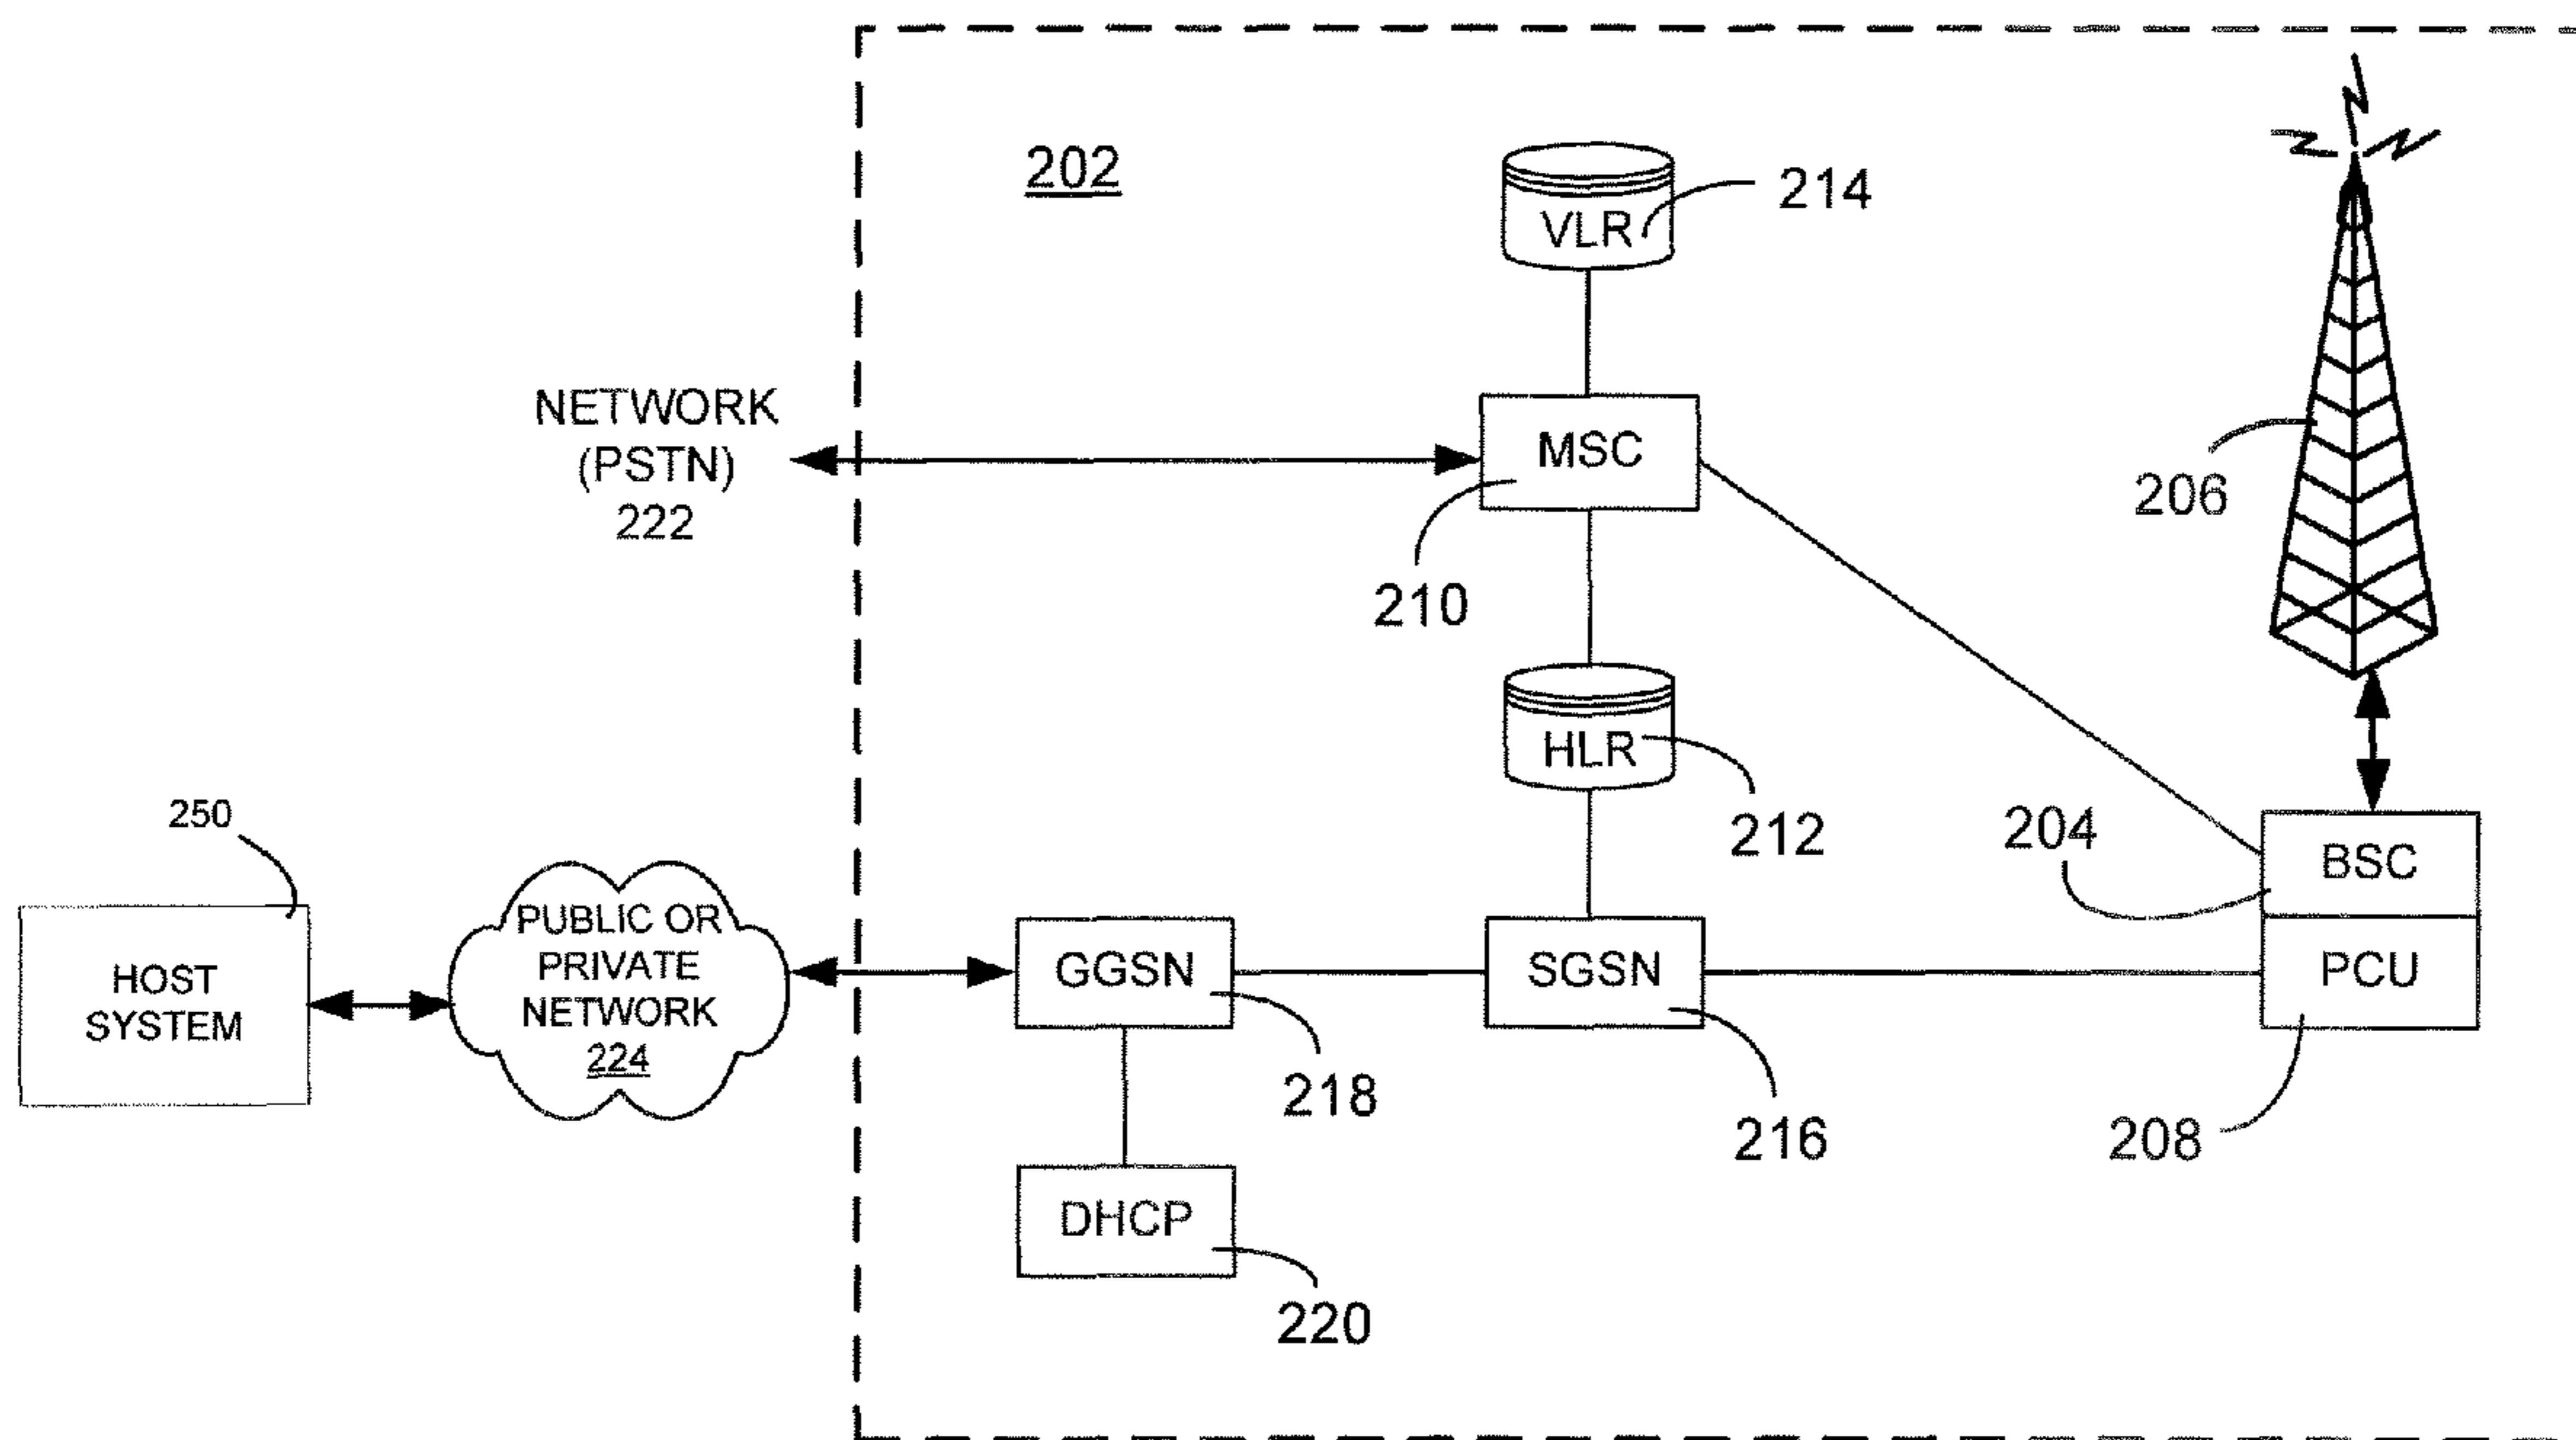 202
VLR
214
NETWORK
(PSTN)
222
MSC
210
206
HLR
212
250
HOST
SYSTEM
PUBLIC OR
PRIVATE
NETWORK
224
GGSN
218
SGSN
216
204
BSC
PCU
208
DHCP
220